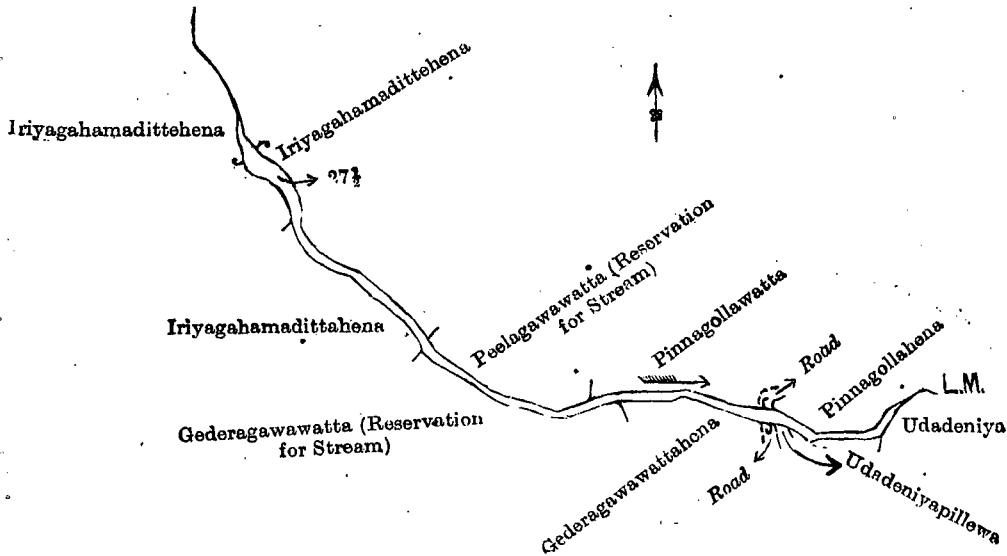 Iriyagahamadittehena
Iriyagahamadittehena
27½
Iriyagahamadittahena
Peelagawawatta (Reservation
for Stream)
Pinnagollawatta
Road
Pinnagollahena
L.M.
Udadeniya
Gederagawawatta (Reservation
for Stream)
Gederagawawattahena
Road
Udadeniyapillewa